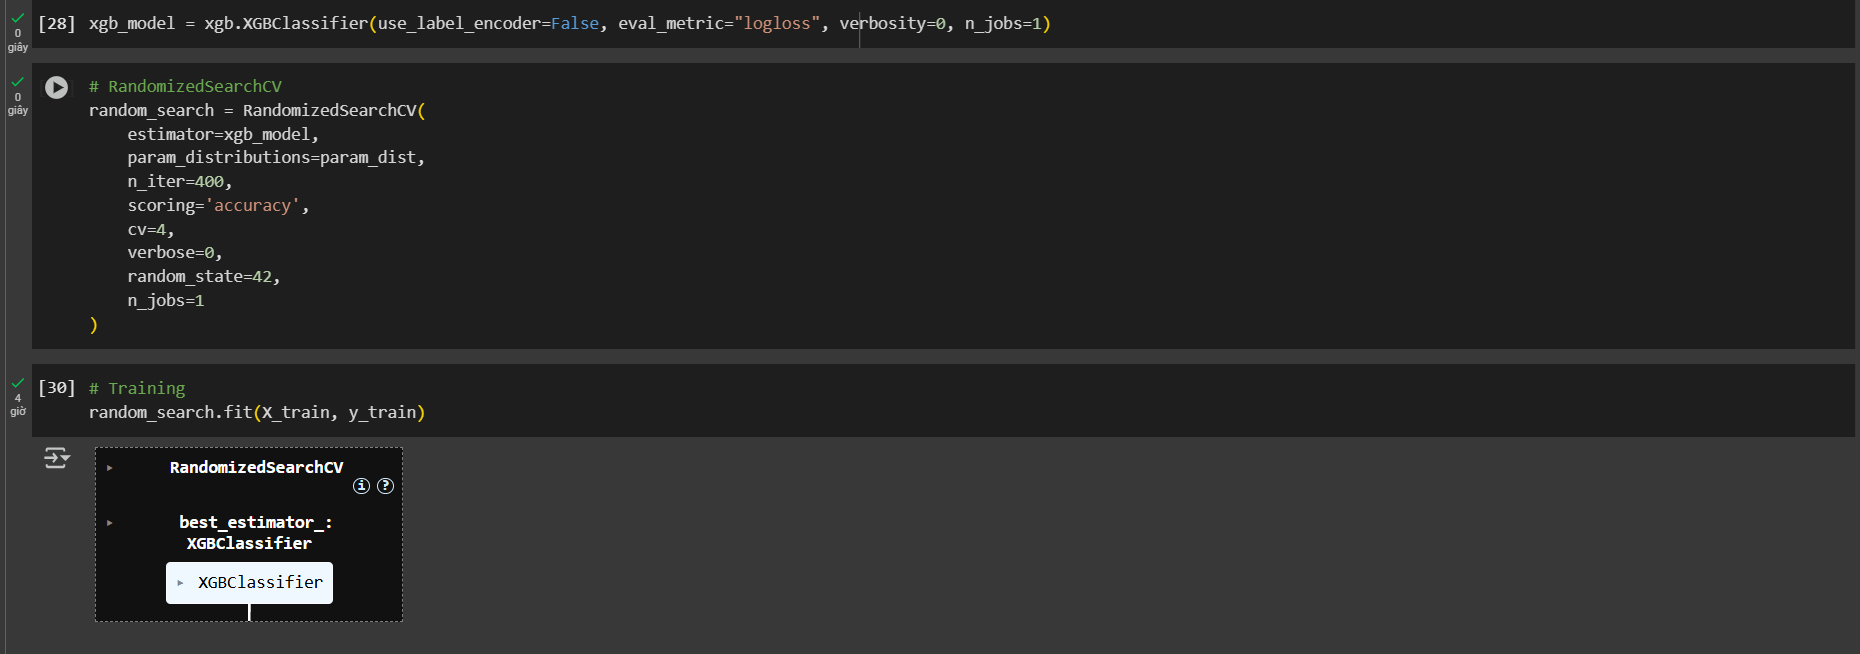 0
giây
[28] xgb_model = xgb.XGBClassifier(use_label_encoder=False, eval_metric="logloss", verbosity=0, n_jobs=1)
0
giây
# RandomizedSearchCV
random_search = RandomizedSearchCV(
    estimator=xgb_model,
    param_distributions=param_dist,
    n_iter=400,
    scoring='accuracy',
    cv=4,
    verbose=0,
    random_state=42,
    n_jobs=1
)
4
giờ
[30] # Training
random_search.fit(X_train, y_train)
RandomizedSearchCV
i ?
best_estimator_:
XGBClassifier
XGBClassifier